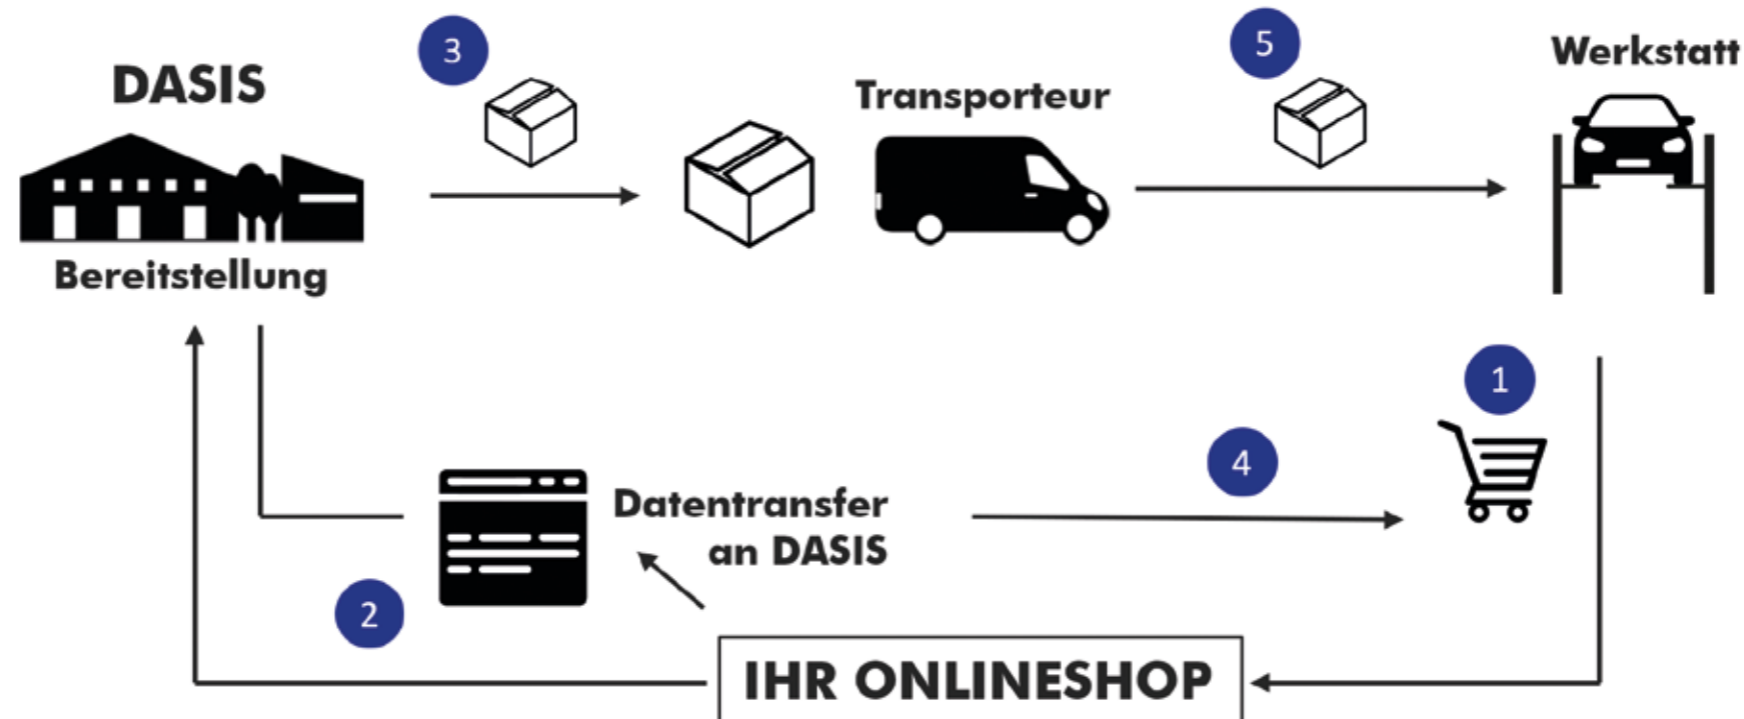 3
5
Werkstatt
DASIS
Transporteur
Bereitstellung
1
4
Datentransfer
an DASIS
2
IHR ONLINESHOP